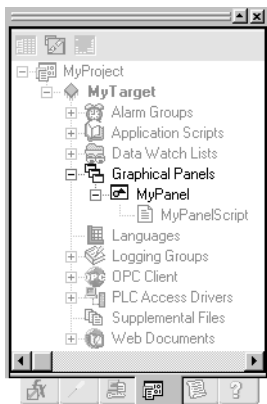 MyProject
MyTarget
Alarm Groups
Application Scripts
Data Watch Lists
Graphical Panels
MyPanel
MyPanelScript
Languages
Logging Groups
OPC Client
PLC Access Drivers
Supplemental Files
Web Documents